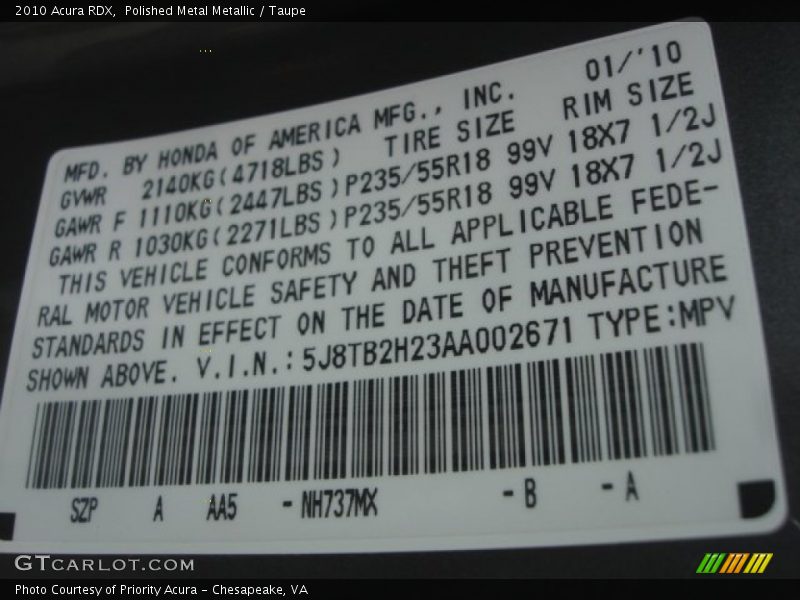 2010 Acura RDX, Polished Metal Metallic / Taupe
MFD. BY HONDA OF AMERICA MFG., INC. 01/'10
GVWR 2140KG(4718LBS) TIRE SIZE RIM SIZE
GAWR F 1110KG(2447LBS)P235/55R18 99V 18X7 1/2J
GAWR R 1030KG(2271LBS)P235/55R18 99V 18X7 1/2J
THIS VEHICLE CONFORMS TO ALL APPLICABLE FEDE-
RAL MOTOR VEHICLE SAFETY AND THEFT PREVENTION
STANDARDS IN EFFECT ON THE DATE OF MANUFACTURE
SHOWN ABOVE. V.I.N.: 5J8TB2H23AA002671 TYPE:MPV
SZP A AA5 -NH737MX -B -A
GTcarlot.com
Photo Courtesy of Priority Acura - Chesapeake, VA